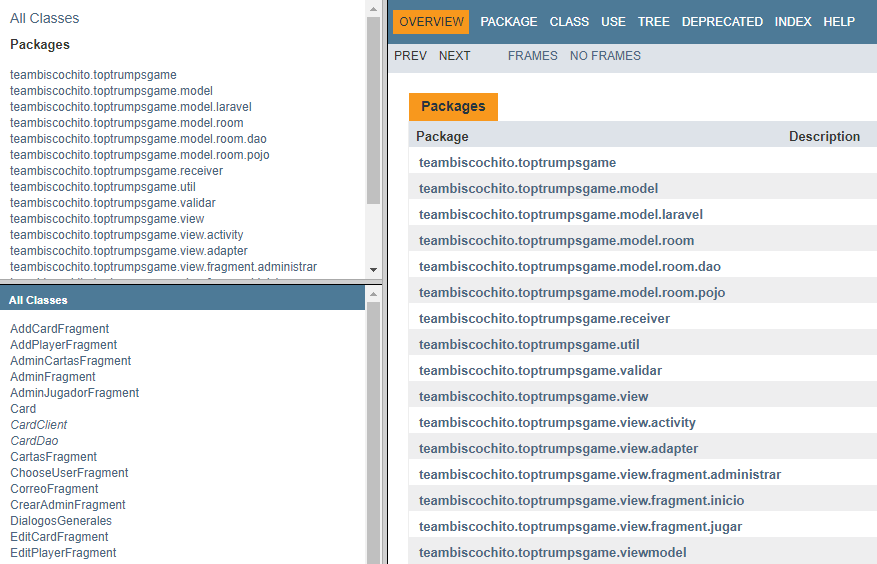 All Classes
Packages
teambiscochito.toptrumpsgame
teambiscochito.toptrumpsgame.model
teambiscochito.toptrumpsgame.model.laravel
teambiscochito.toptrumpsgame.model.room
teambiscochito.toptrumpsgame.model.room.dao
teambiscochito.toptrumpsgame.model.room.pojo
teambiscochito.toptrumpsgame.receiver
teambiscochito.toptrumpsgame.util
teambiscochito.toptrumpsgame.validar
teambiscochito.toptrumpsgame.view
teambiscochito.toptrumpsgame.view.activity
teambiscochito.toptrumpsgame.view.adapter
teambiscochito.toptrumpsgame.view.fragment.administrar
All Classes
AddCardFragment
AddPlayerFragment
AdminCartasFragment
AdminFragment
AdminJugadorFragment
Card
CardClient
CardDao
CartasFragment
ChooseUserFragment
CorreoFragment
CrearAdminFragment
DialogosGenerales
EditCardFragment
EditPlayerFragment
OVERVIEW PACKAGE CLASS USE TREE DEPRECATED INDEX HELP
PREV NEXT FRAMES NO FRAMES
Packages
Package Description
teambiscochito.toptrumpsgame
teambiscochito.toptrumpsgame.model
teambiscochito.toptrumpsgame.model.laravel
teambiscochito.toptrumpsgame.model.room
teambiscochito.toptrumpsgame.model.room.dao
teambiscochito.toptrumpsgame.model.room.pojo
teambiscochito.toptrumpsgame.receiver
teambiscochito.toptrumpsgame.util
teambiscochito.toptrumpsgame.validar
teambiscochito.toptrumpsgame.view
teambiscochito.toptrumpsgame.view.activity
teambiscochito.toptrumpsgame.view.adapter
teambiscochito.toptrumpsgame.view.fragment.administrar
teambiscochito.toptrumpsgame.view.fragment.inicio
teambiscochito.toptrumpsgame.view.fragment.jugar
teambiscochito.toptrumpsgame.viewmodel